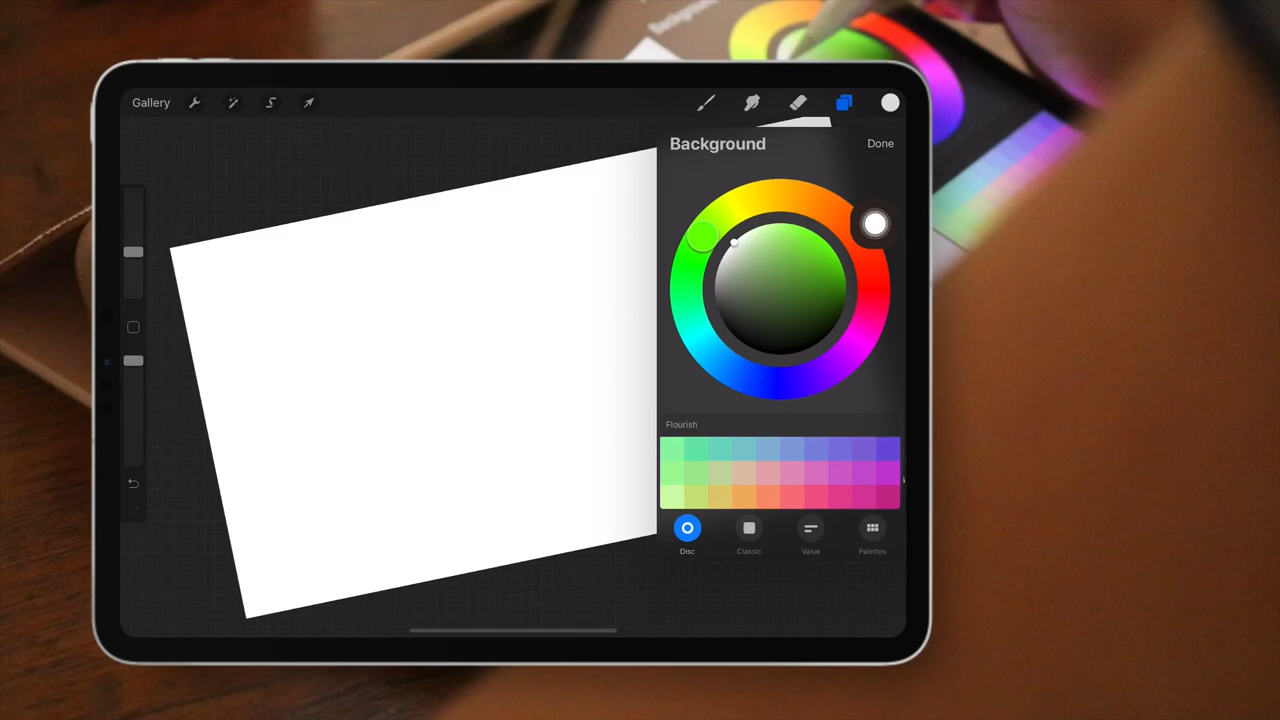 Gallery
Background
Done
Flourish
Disc
Classic
Value
Palettes